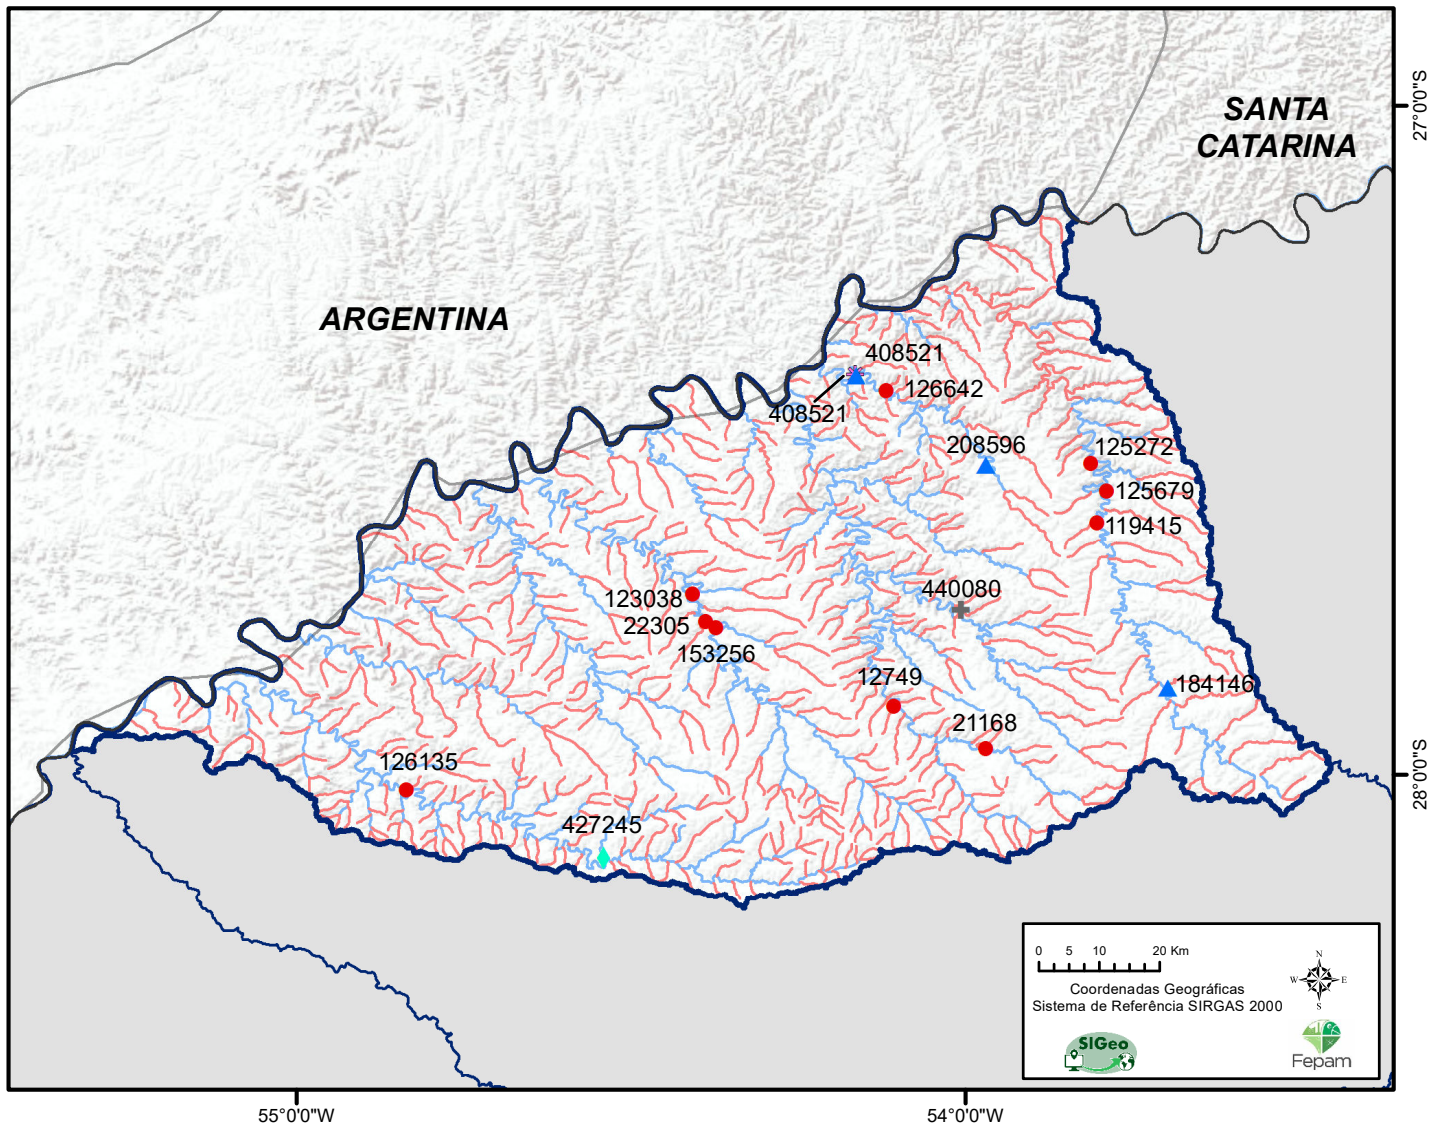 27°0'0"S
SANTA
CATARINA
ARGENTINA
408521
126642
408521
208596
125272
125679
119415
440080
123038
22305
153256
12749
184146
21168
126135
28°0'0"S
427245
0 5 10 20 Km
N
W E
S
Coordenadas Geográficas
Sistema de Referência SIRGAS 2000
SIGeo
Fepam
55°0'0"W
54°0'0"W